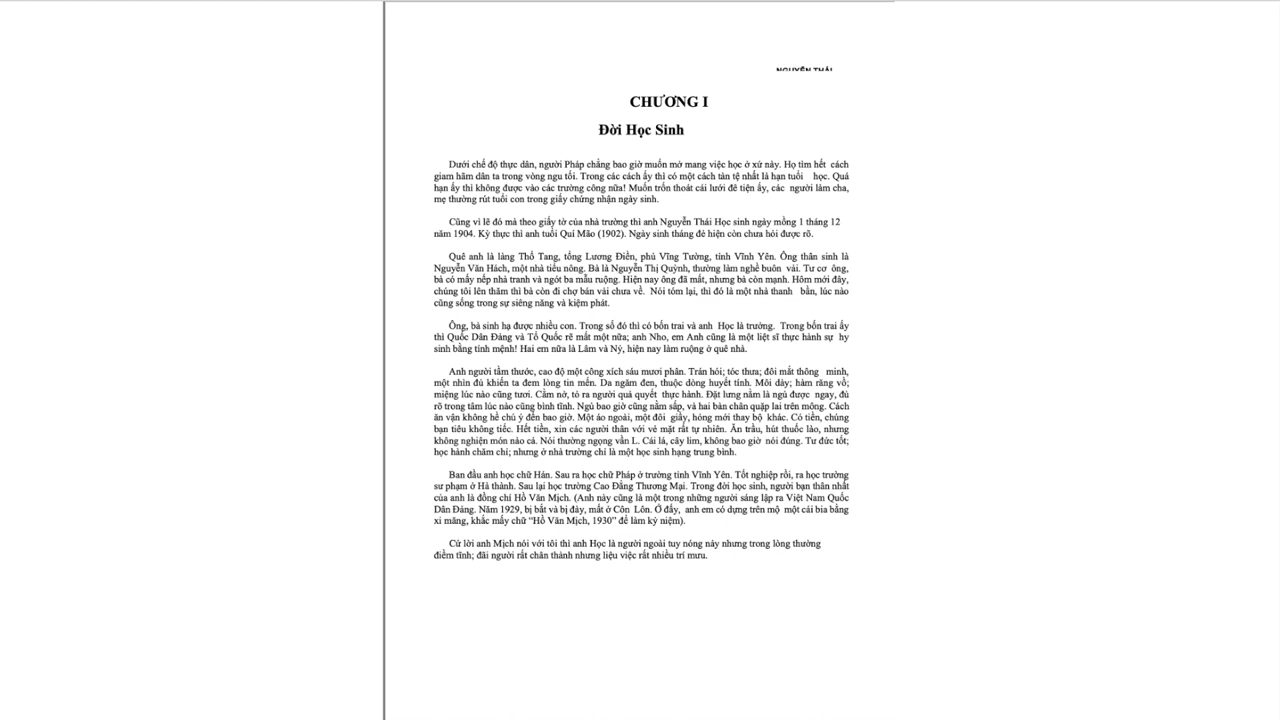 NGUYỄN THÁI
CHƯƠNG I
Đời Học Sinh
Dưới chế độ thực dân, người Pháp chẳng bao giờ muốn mở mang việc học ở xứ này. Họ tìm hết cách
giam hãm dân ta trong vòng ngu tối. Trong các cách ấy thì có một cách tàn tệ nhất là hạn tuổi học. Quá
hạn ấy thì không được vào các trường công nữa! Muốn trốn thoát cái lưới đê tiện ấy, các người làm cha,
mẹ thường rút tuổi con trong giấy chứng nhận ngày sinh.
Cũng vì lẽ đó mà theo giấy tờ của nhà trường thì anh Nguyễn Thái Học sinh ngày mồng 1 tháng 12
năm 1904. Kỳ thực thì anh tuổi Quí Mão (1902). Ngày sinh tháng đẻ hiện còn chưa hỏi được rõ.
Quê anh là làng Thổ Tang, tổng Lương Điền, phủ Vĩng Tường, tỉnh Vĩnh Yên. Ông thân sinh là
Nguyễn Văn Hách, một nhà tiểu nông. Bà là Nguyễn Thị Quỳnh, thường làm nghề buôn vải. Tư cơ ông,
bà có mấy nếp nhà tranh và ngót ba mẫu ruộng. Hiện nay ông đã mất, nhưng bà còn mạnh. Hôm mới đây,
chúng tôi lên thăm thì bà còn đi chợ bán vải chưa về. Nói tóm lại, thì đó là một nhà thanh bần, lúc nào
cũng sống trong sự siêng năng và kiệm phát.
Ông, bà sinh hạ được nhiều con. Trong số đó thì có bốn trai và anh Học là trưởng. Trong bốn trai ấy
thì Quốc Dân Đảng và Tổ Quốc rẽ mất một nữa; anh Nho, em Anh cũng là một liệt sĩ thực hành sự hy
sinh bằng tính mệnh! Hai em nữa là Lâm và Nỷ, hiện nay làm ruộng ở quê nhà.
Anh người tầm thước, cao độ một công xích sáu mươi phân. Trán hói; tóc thưa; đôi mắt thông minh,
một nhìn đủ khiến ta đem lòng tin mến. Da ngăm đen, thuộc dòng huyết tính. Môi dày; hàm răng vồ;
miệng lúc nào cũng tươi. Cằm nở, tỏ ra người quả quyết thực hành. Đặt lưng nằm là ngủ được ngay, đủ
rõ trong tâm lúc nào cũng bình tĩnh. Ngủ bao giờ cũng nằm sấp, và hai bàn chân quặp lai trên mông. Cách
ăn vận không hề chú ý đến bao giờ. Một áo ngoài, một đôi giầy, hỏng mới thay bộ khác. Có tiền, chúng
bạn tiêu không tiếc. Hết tiền, xin các người thân với vẻ mặt rất tự nhiên. Ăn trầu, hút thuốc lào, nhưng
không nghiện món nào cả. Nói thường ngọng vần L. Cái lá, cây lim, không bao giờ nói đúng. Tư đức tốt;
học hành chăm chỉ; nhưng ở nhà trường chỉ là một học sinh hạng trung bình.
Ban đầu anh học chữ Hán. Sau ra học chữ Pháp ở trường tỉnh Vĩnh Yên. Tốt nghiệp rồi, ra học trường
sư phạm ở Hà thành. Sau lại học trường Cao Đẳng Thương Mại. Trong đời học sinh, người bạn thân nhất
của anh là đồng chí Hồ Văn Mịch. (Anh này cũng là một trong những người sáng lập ra Việt Nam Quốc
Dân Đảng. Năm 1929, bị bắt và bị đày, mất ở Côn Lôn. Ở đấy, anh em có dựng trên mộ một cái bia bằng
xi măng, khắc mấy chữ “Hồ Văn Mịch, 1930” để làm kỷ niệm).
Cứ lời anh Mịch nói với tôi thì anh Học là người ngoài tuy nóng nảy nhưng trong lòng thường
điềm tĩnh; đãi người rất chân thành nhưng liệu việc rất nhiều trí mưu.